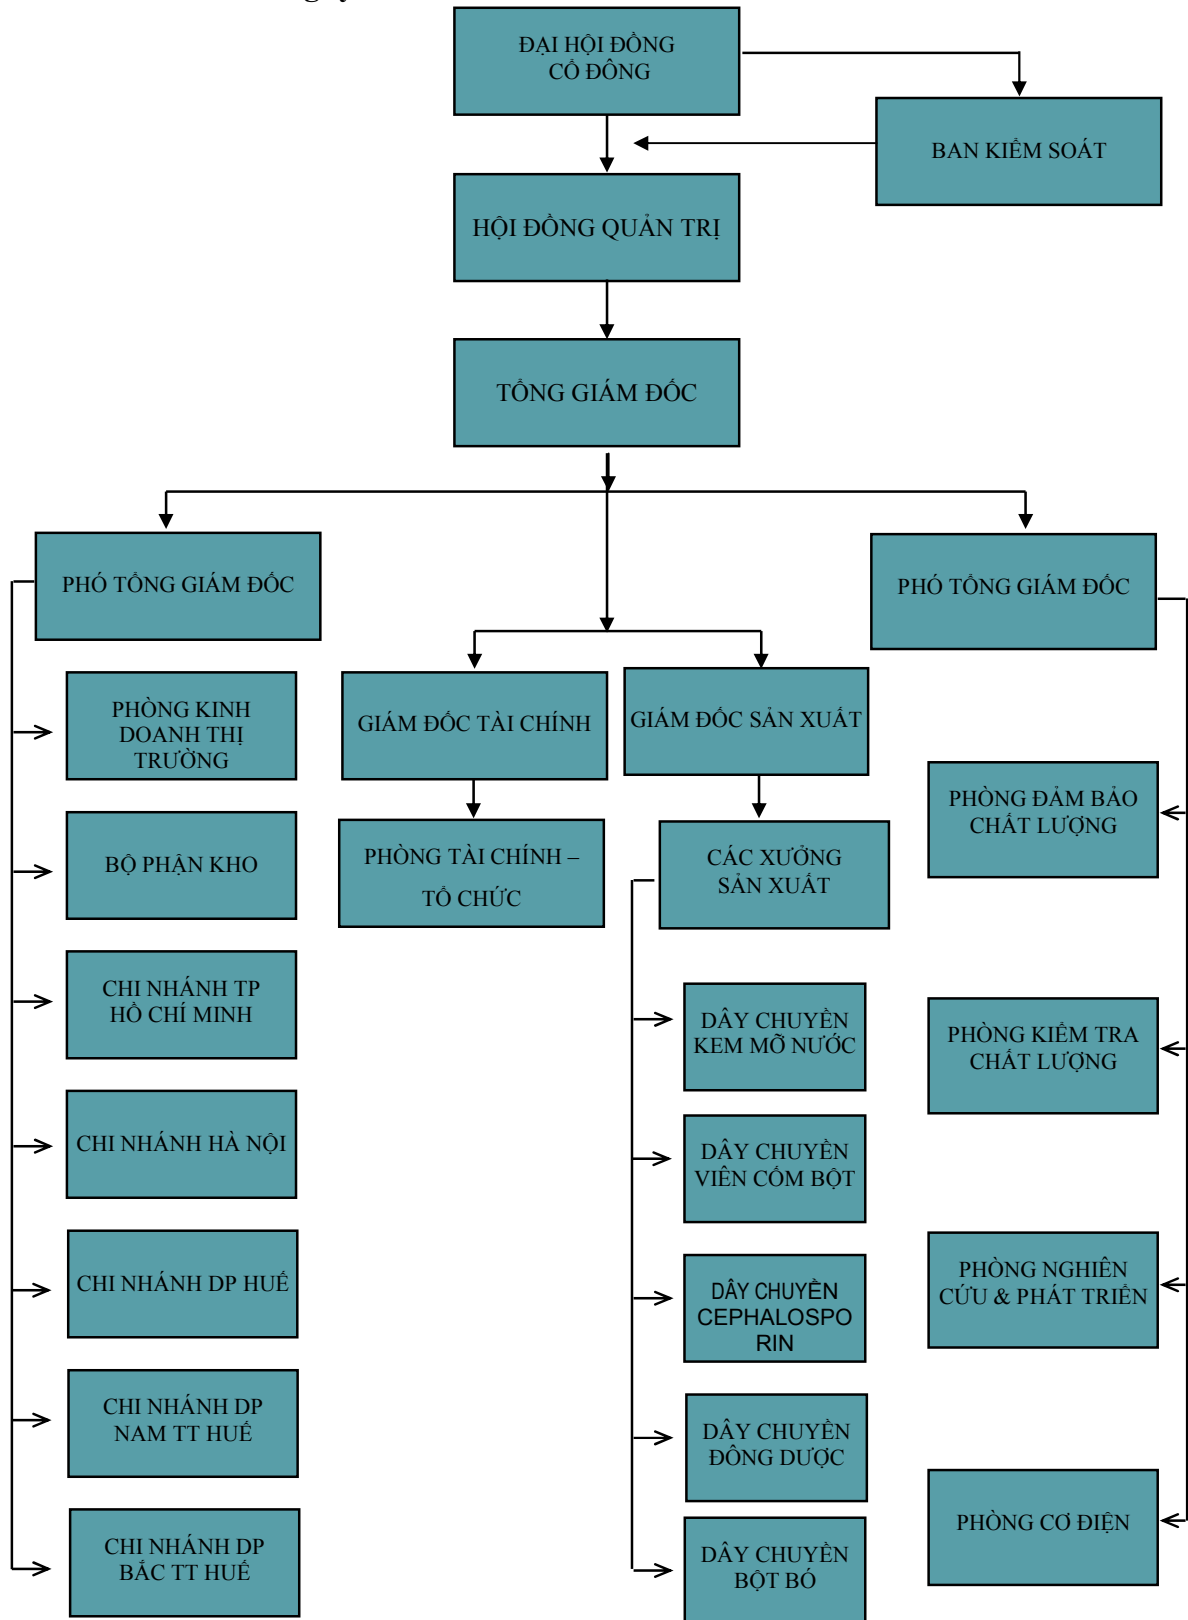 ĐẠI HỘI ĐỒNG
CỔ ĐÔNG
BAN KIỂM SOÁT
HỘI ĐỒNG QUẢN TRỊ
TỔNG GIÁM ĐỐC
PHÓ TỔNG GIÁM ĐỐC
PHÓ TỔNG GIÁM ĐỐC
GIÁM ĐỐC TÀI CHÍNH
GIÁM ĐỐC SẢN XUẤT
PHÒNG KINH
DOANH THỊ
TRƯỜNG
BỘ PHẬN KHO
CHI NHÁNH TP
HỒ CHÍ MINH
CHI NHÁNH HÀ NỘI
CHI NHÁNH DP HUẾ
CHI NHÁNH DP
NAM TT HUẾ
CHI NHÁNH DP
BẮC TT HUẾ
PHÒNG TÀI CHÍNH –
TỔ CHỨC
CÁC XƯỞNG
SẢN XUẤT
DÂY CHUYỀN
KEM MỠ NƯỚC
DÂY CHUYỀN
VIÊN CỐM BỘT
DÂY CHUYỀN
CEPHALOSPO
RIN
DÂY CHUYỀN
ĐÔNG DƯỢC
DÂY CHUYỀN
BỘT BÓ
PHÒNG ĐẢM BẢO
CHẤT LƯỢNG
PHÒNG KIỂM TRA
CHẤT LƯỢNG
PHÒNG NGHIÊN
CỨU & PHÁT TRIỂN
PHÒNG CƠ ĐIỆN